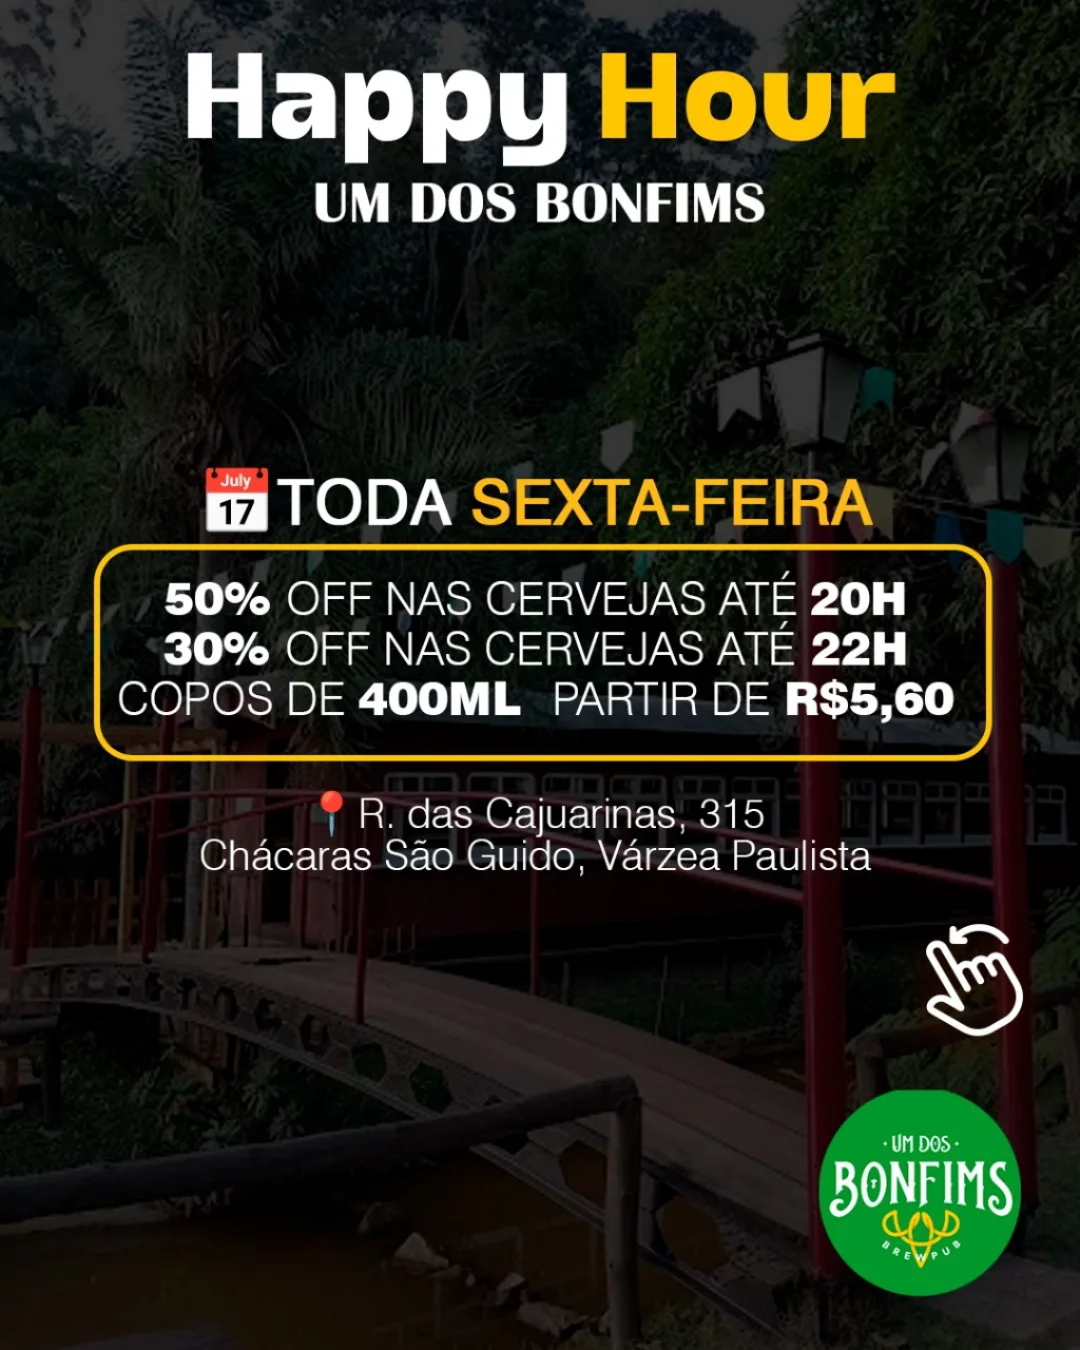 Happy Hour
UM DOS BONFIMS
July
17
TODA SEXTA-FEIRA
50% OFF NAS CERVEJAS ATÉ 20H
30% OFF NAS CERVEJAS ATÉ 22H
COPOS DE 400ML PARTIR DE R$5,60
R. das Cajuarinas, 315
Chácaras São Guido, Várzea Paulista
· UM DOS ·
BONFIMS
BREWPUB